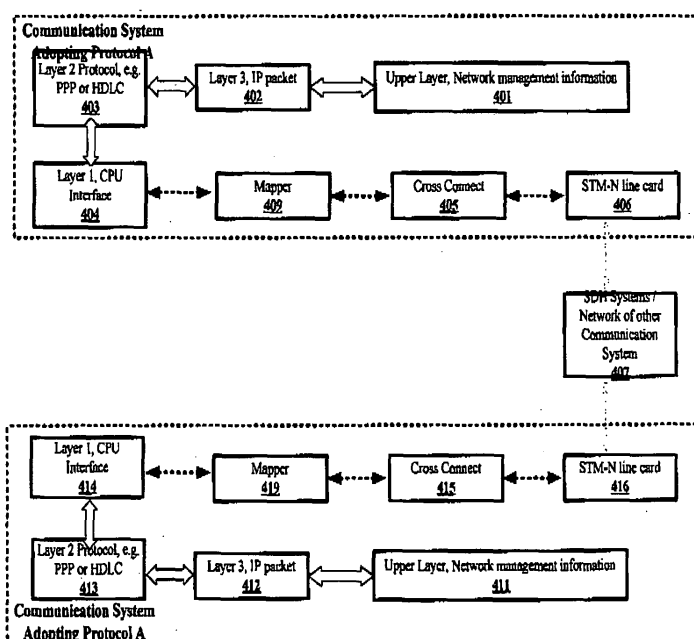 Communication System
Adopting Protocol A
Layer 2 Protocol, e.g.
PPP or HDLC
403
Layer 3, IP packet
402
Upper Layer, Network management information
401
Layer 1, CPU
Interface
404
Mapper
409
Cross Connect
405
STM-N line card
406
SDH Systems /
Network of other
Communication
System
407
Layer 1, CPU
Interface
414
Mapper
419
Cross Connect
415
STM-N line card
416
Layer 2 Protocol, e.g.
PPP or HDLC
413
Layer 3, IP packet
412
Upper Layer, Network management information
411
Communication System
Adopting Protocol A